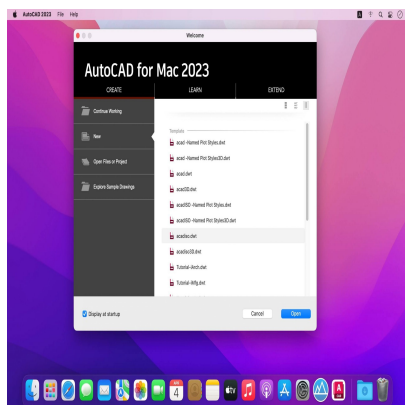 AutoCAD 2023 File Help
Welcome
AutoCAD for Mac 2023
CREATE LEARN EXTEND
Continue Working
New
Open Files or Project
Explore Sample Drawings
Template
acad -Named Plot Styles.dwt
acad -Named Plot Styles3D.dwt
acad.dwt
acad3D.dwt
acadISO -Named Plot Styles.dwt
acadISO -Named Plot Styles3D.dwt
acadiso.dwt
acadiso3D.dwt
Tutorial-iArch.dwt
Tutorial-iMfg.dwt
Display at startup
Cancel Open
4
tv
A